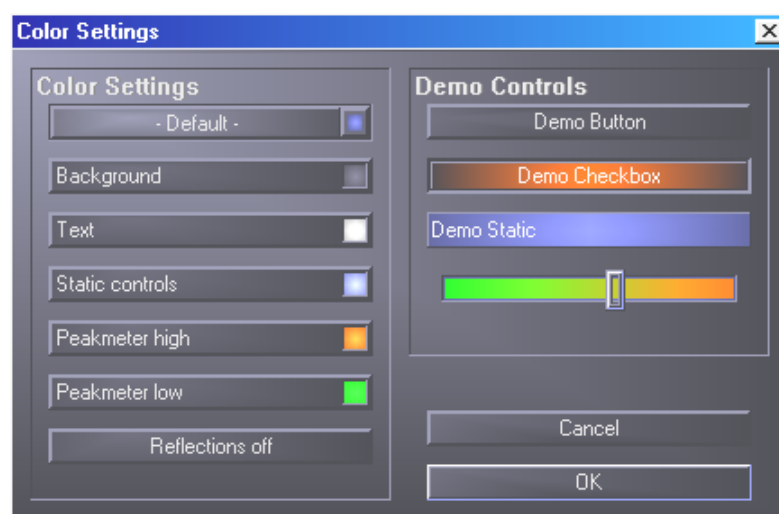 Color Settings
Color Settings
- Default -
Background
Text
Static controls
Peakmeter high
Peakmeter low
Reflections off
Demo Controls
Demo Button
Demo Checkbox
Demo Static
Cancel
OK